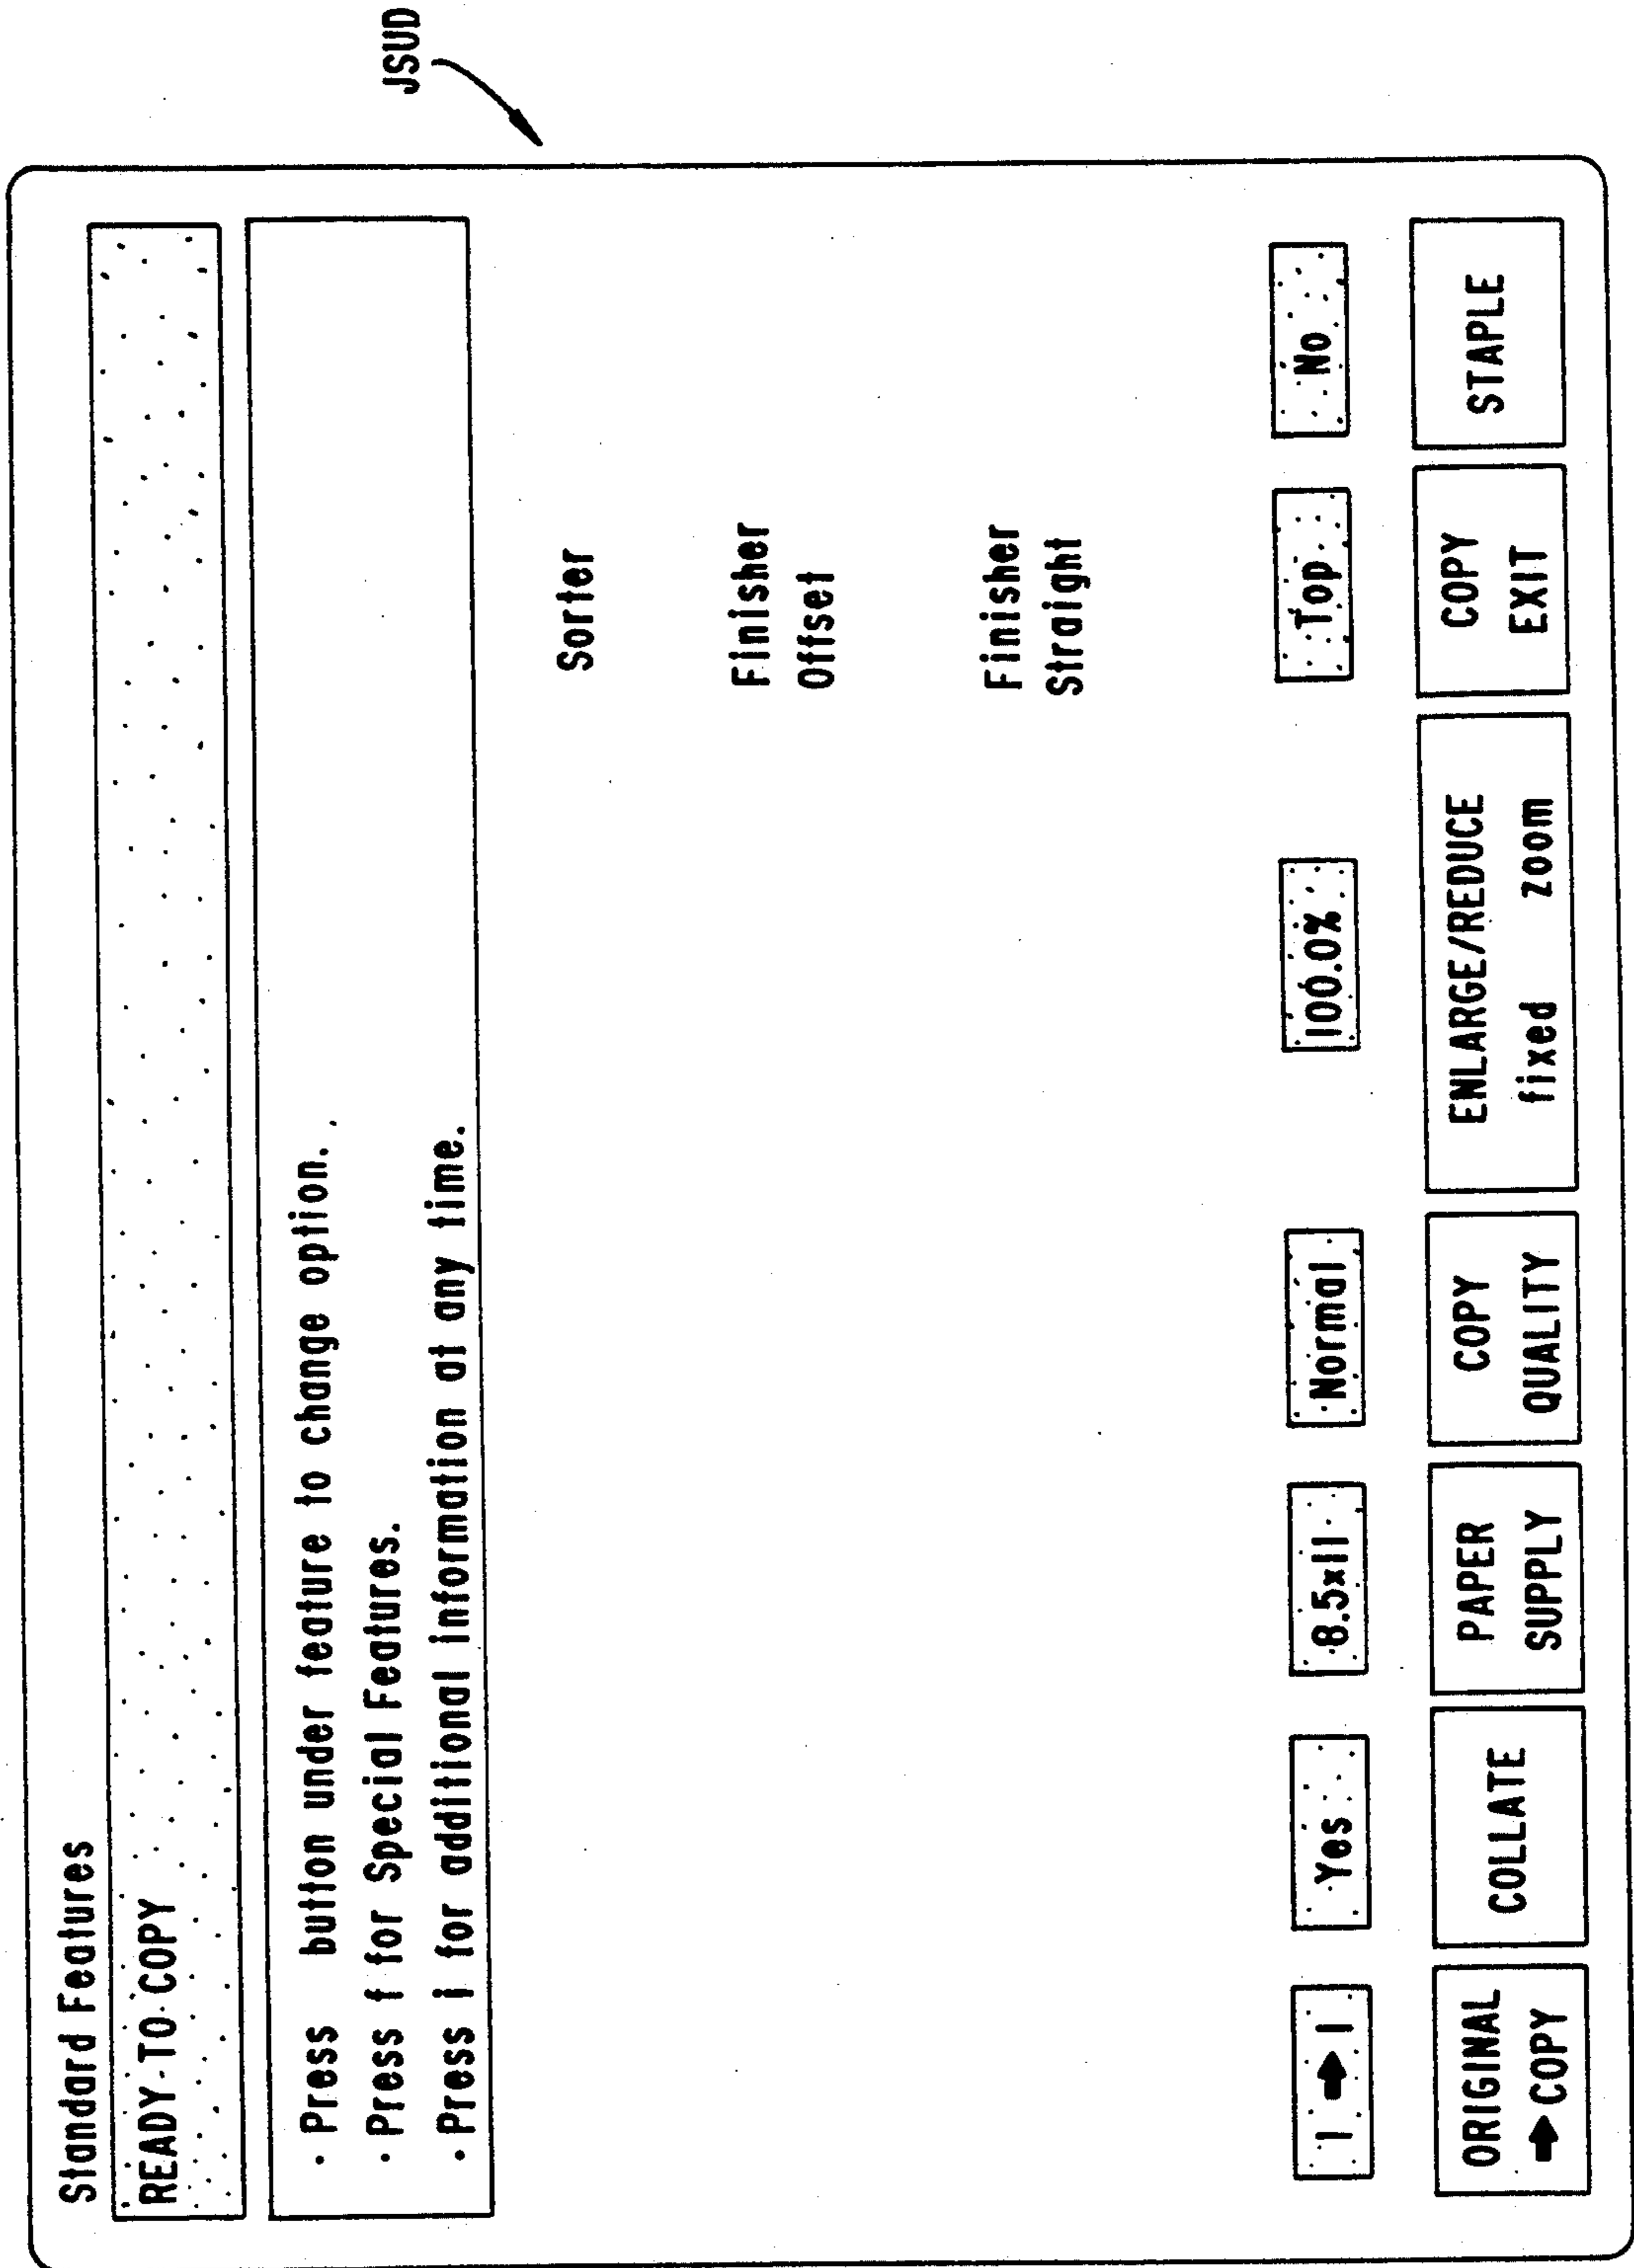 JSUD
Standard Features
READY-TO-COPY
· Press button under feature to change option.
· Press f for Special Features.
· Press i for additional information at any time.
Sorter
Finisher
Offset
Finisher
Straight
1 ➔ 1
Yes
8.5x11
Normal
100.0%
Top
No
ORIGINAL
➔ COPY
COLLATE
PAPER
SUPPLY
COPY
QUALITY
ENLARGE/REDUCE
fixed zoom
COPY
EXIT
STAPLE